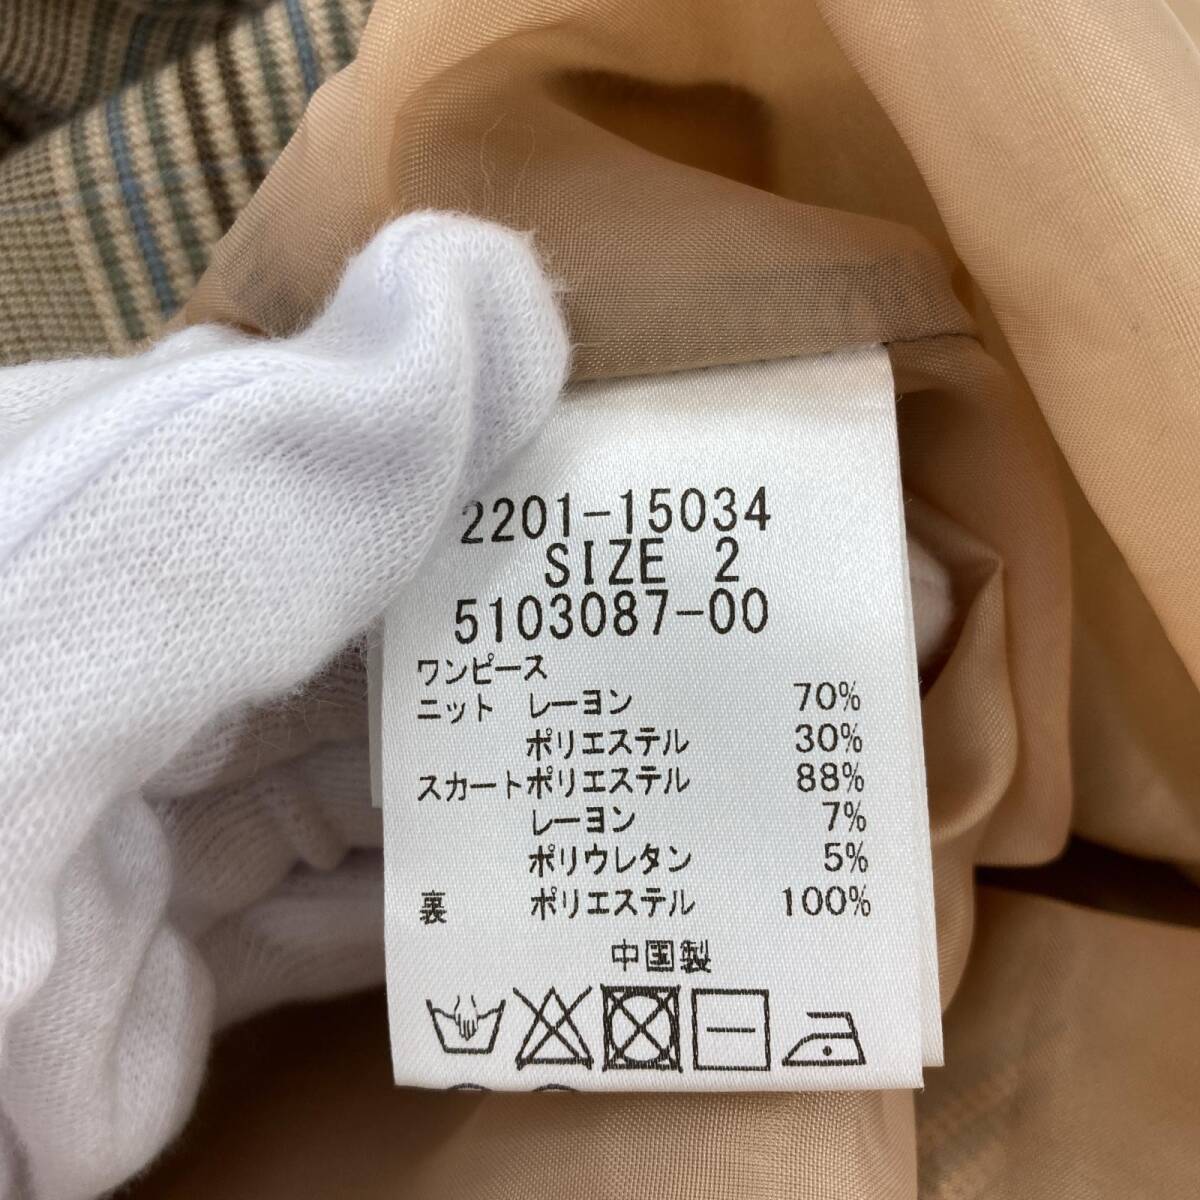 2201-15034
SIZE 2
5103087-00
ワンピース
ニット レーヨン 70%
ポリエステル 30%
スカート ポリエステル 88%
レーヨン 7%
ポリウレタン 5%
裏 ポリエステル 100%
中国製